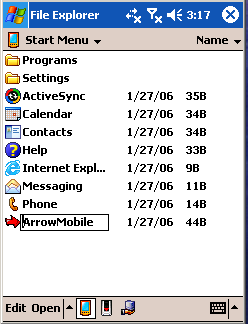 File Explorer 3:17
Start Menu Name
Programs
Settings
ActiveSync 1/27/06 35B
Calendar 1/27/06 34B
Contacts 1/27/06 34B
Help 1/27/06 33B
Internet Expl... 1/27/06 9B
Messaging 1/27/06 11B
Phone 1/27/06 14B
ArrowMobile 1/27/06 44B
Edit Open